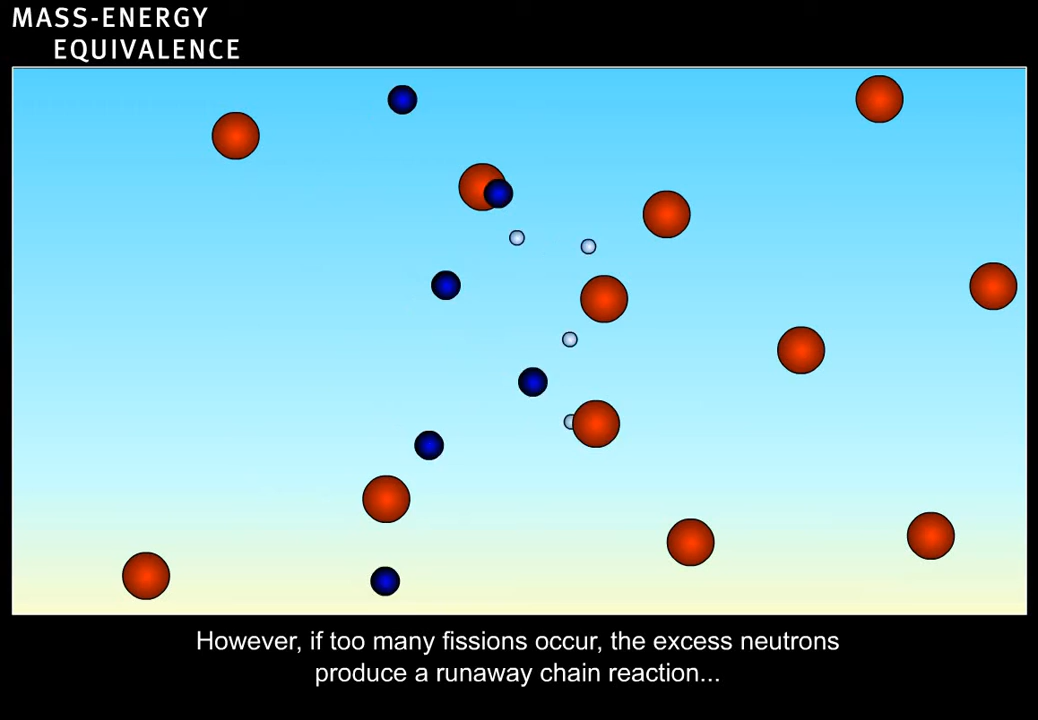 MASS-ENERGY
EQUIVALENCE
However, if too many fissions occur, the excess neutrons
produce a runaway chain reaction...